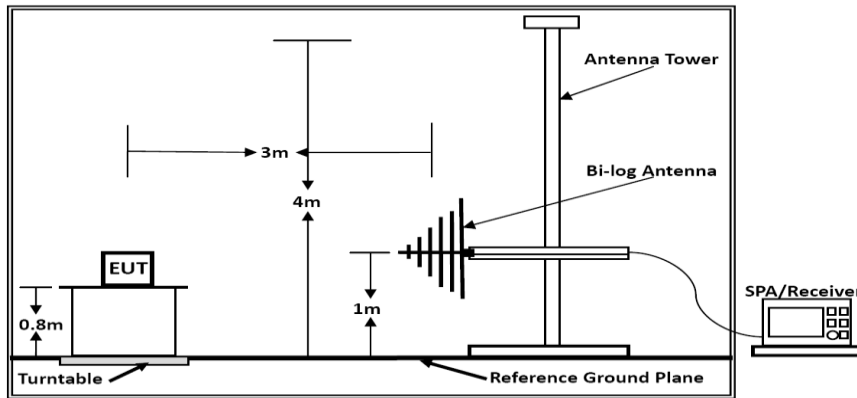 Antenna Tower
3m
Bi-log Antenna
4m
EUT
0.8m
1m
SPA/Receiver
Turntable
Reference Ground Plane